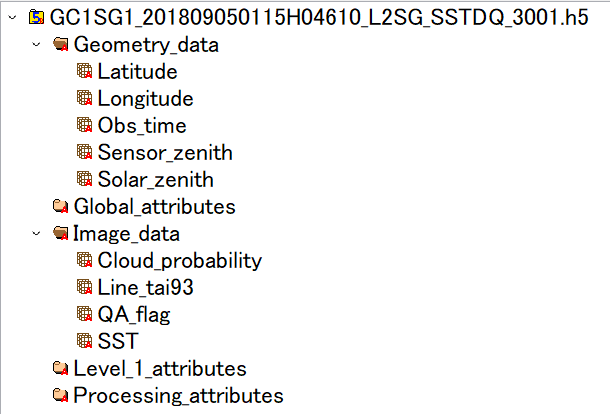 GC1SG1_201809050115H04610_L2SG_SSTDQ_3001.h5
Geometry_data
Latitude
Longitude
Obs_time
Sensor_zenith
Solar_zenith
Global_attributes
Image_data
Cloud_probability
Line_tai93
QA_flag
SST
Level_1_attributes
Processing_attributes